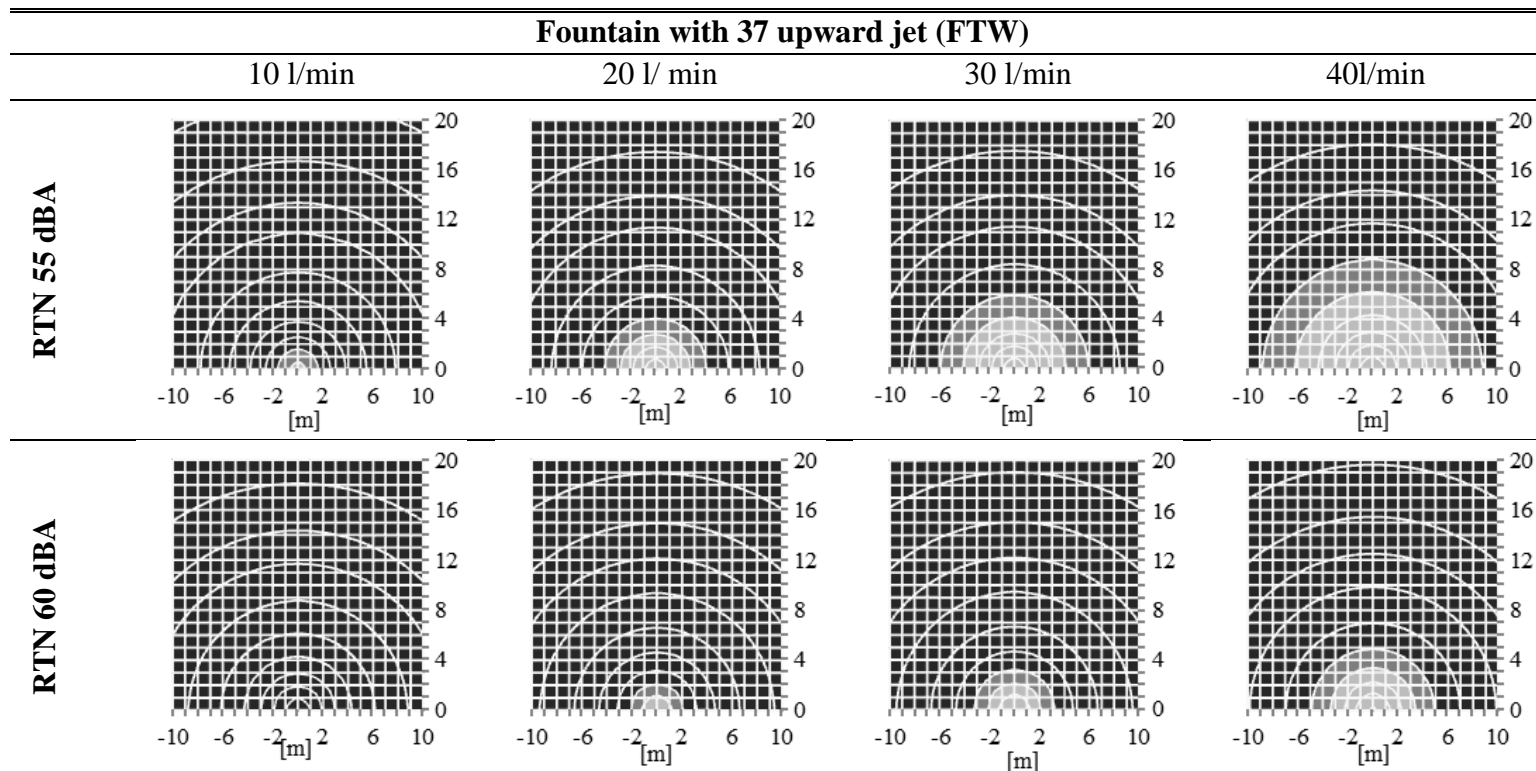 Fountain with 37 upward jet (FTW)
10 l/min 20 l/ min 30 l/min 40l/min
RTN 55 dBA
20 20 20 20
16 16 16 16
12 12 12 12
8 8 8 8
4 4 4 4
0 0 0 0
-10 -6 -2 2 6 10 -10 -6 -2 2 6 10 -10 -6 -2 2 6 10 -10 -6 -2 2 6 10
[m] [m] [m] [m]
RTN 60 dBA
20 20 20 20
16 16 16 16
12 12 12 12
8 8 8 8
4 4 4 4
0 0 0 0
-10 -6 -2 2 6 10 -10 -6 -2 2 6 10 -10 -6 -2 2 6 10 -10 -6 -2 2 6 10
[m] [m] [m] [m]